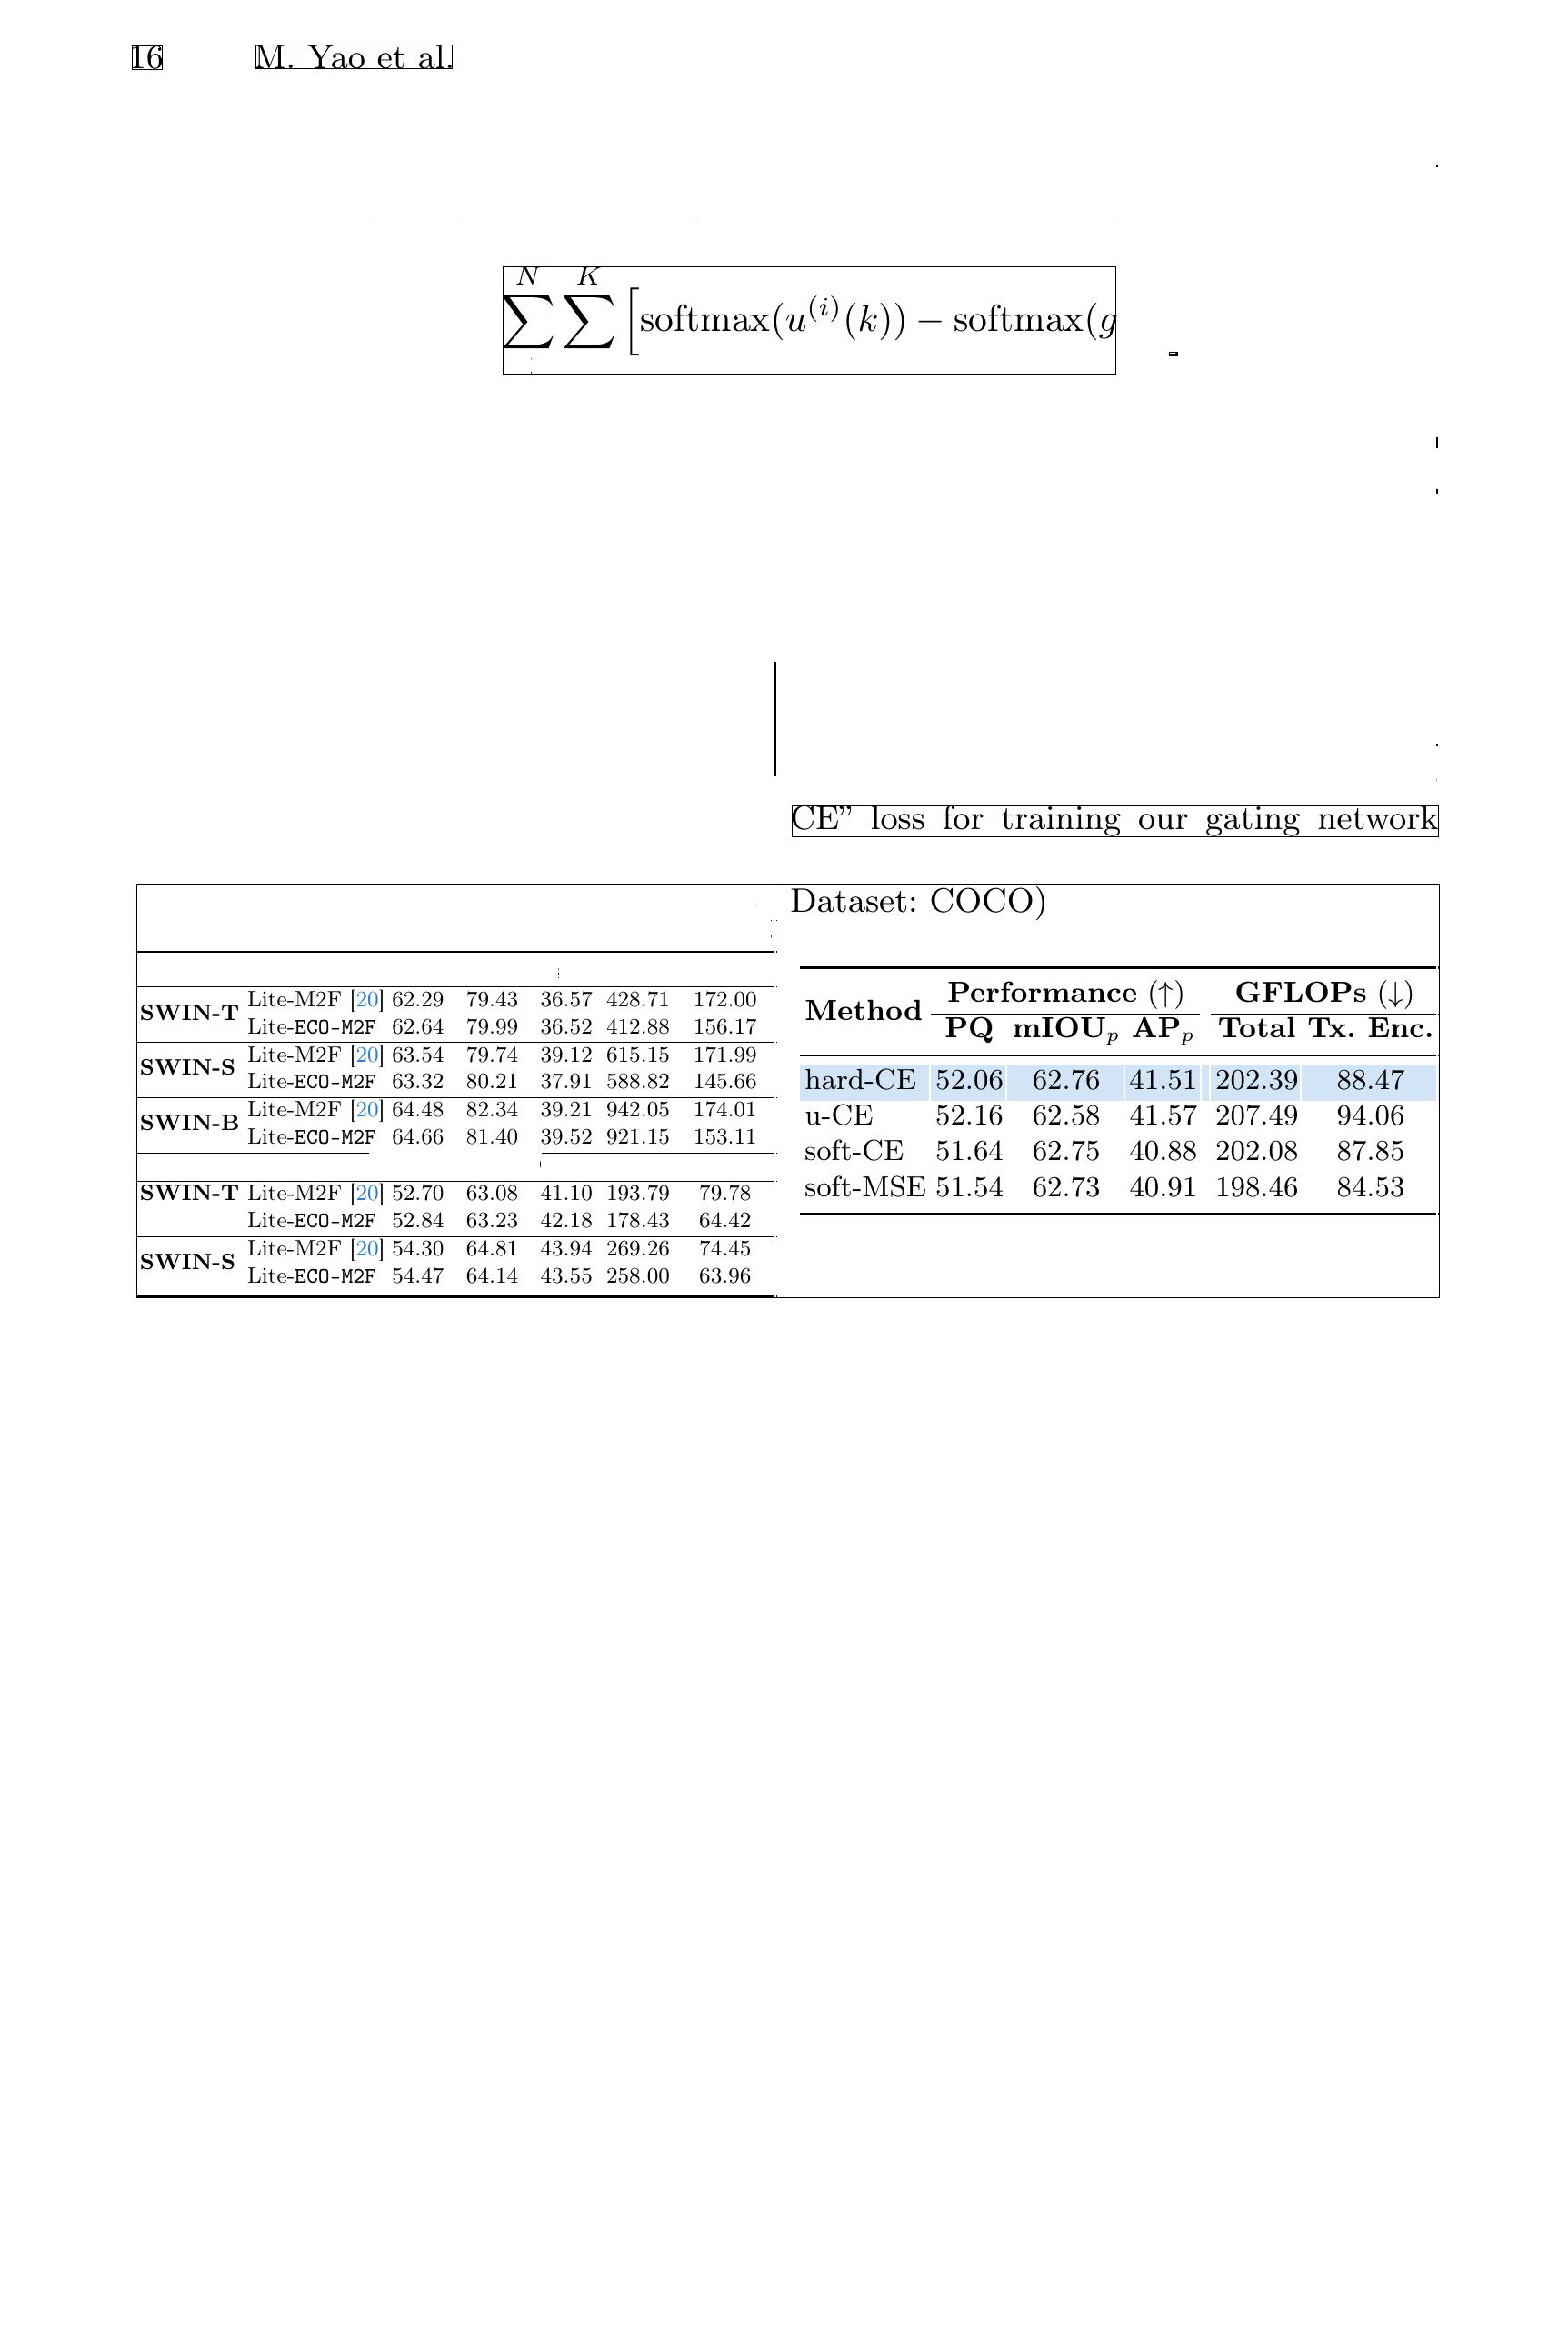 16 M. Yao et al.
N K
∑ ∑ [softmax(u^(i)(k)) − softmax(g
CE” loss for training our gating network
SWIN-T Lite-M2F [20] 62.29 79.43 36.57 428.71 172.00
Lite-ECO-M2F 62.64 79.99 36.52 412.88 156.17
SWIN-S Lite-M2F [20] 63.54 79.74 39.12 615.15 171.99
Lite-ECO-M2F 63.32 80.21 37.91 588.82 145.66
SWIN-B Lite-M2F [20] 64.48 82.34 39.21 942.05 174.01
Lite-ECO-M2F 64.66 81.40 39.52 921.15 153.11
SWIN-T Lite-M2F [20] 52.70 63.08 41.10 193.79 79.78
Lite-ECO-M2F 52.84 63.23 42.18 178.43 64.42
SWIN-S Lite-M2F [20] 54.30 64.81 43.94 269.26 74.45
Lite-ECO-M2F 54.47 64.14 43.55 258.00 63.96
Dataset: COCO)
Method Performance (↑) GFLOPs (↓)
PQ mIOU_p AP_p Total Tx. Enc.
hard-CE 52.06 62.76 41.51 202.39 88.47
u-CE 52.16 62.58 41.57 207.49 94.06
soft-CE 51.64 62.75 40.88 202.08 87.85
soft-MSE 51.54 62.73 40.91 198.46 84.53